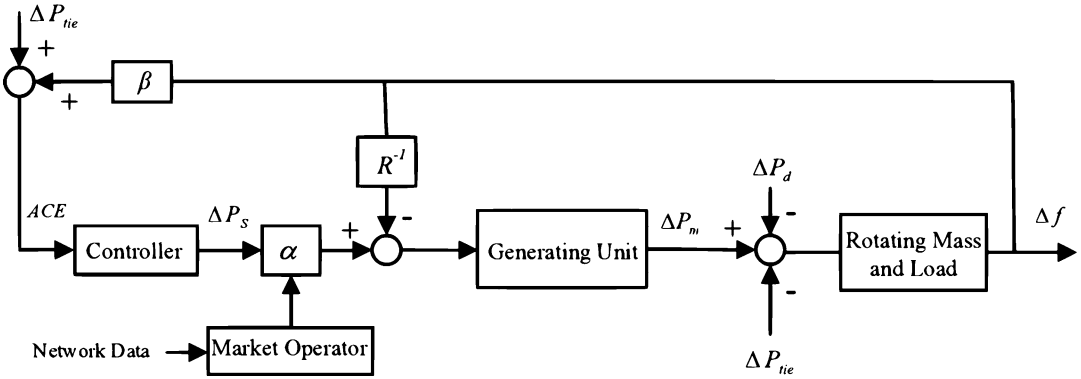 ΔP_tie
+
+
β
R⁻¹
ΔP_d
ACE
ΔP_S
-
ΔP_m
-
Δf
+
+
Controller
α
Generating Unit
Rotating Mass
and Load
-
Network Data
Market Operator
ΔP_tie